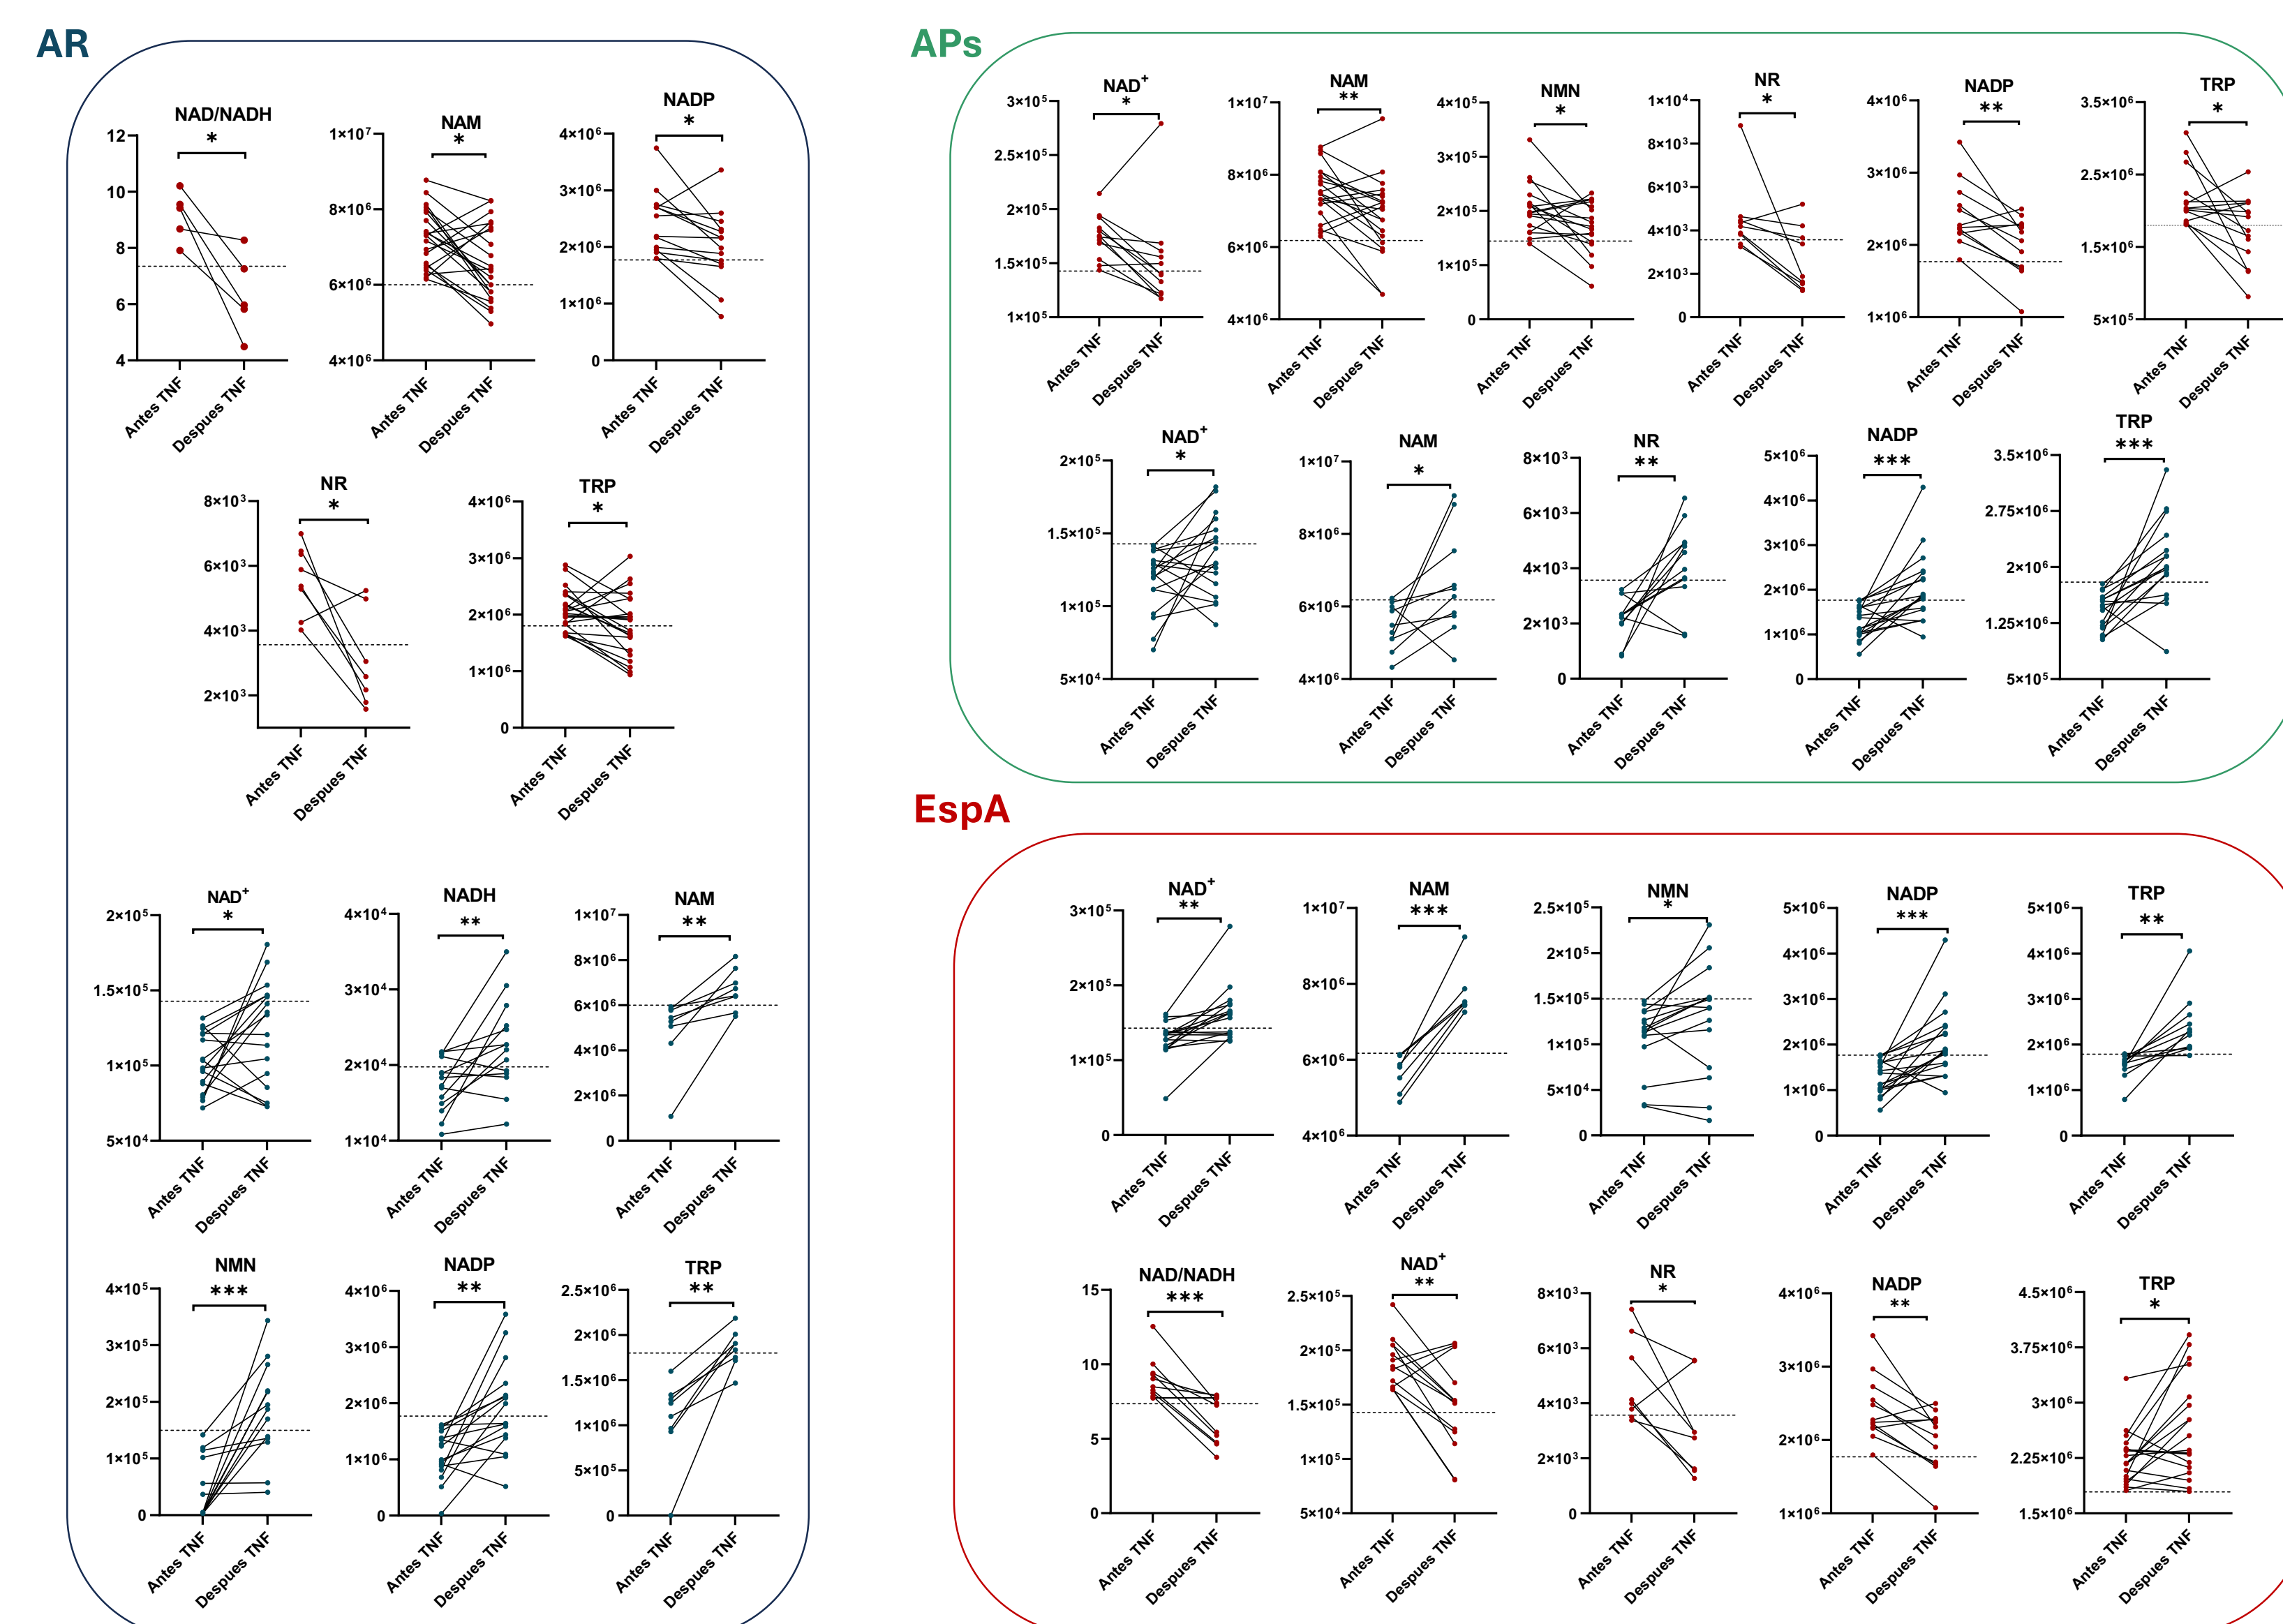 AR
NAD/NADH
*
12
10
8
6
4
Antes TNF
Despues TNF
NAM
*
1×10⁷
8×10⁶
6×10⁶
4×10⁶
Antes TNF
Despues TNF
NADP
*
4×10⁶
3×10⁶
2×10⁶
1×10⁶
0
Antes TNF
Despues TNF
NR
*
8×10³
6×10³
4×10³
2×10³
Antes TNF
Despues TNF
TRP
*
4×10⁶
3×10⁶
2×10⁶
1×10⁶
0
Antes TNF
Despues TNF
NAD⁺
*
2×10⁵
1.5×10⁵
1×10⁵
5×10⁴
Antes TNF
Despues TNF
NADH
**
4×10⁴
3×10⁴
2×10⁴
1×10⁴
Antes TNF
Despues TNF
NAM
**
1×10⁷
8×10⁶
6×10⁶
4×10⁶
2×10⁶
0
Antes TNF
Despues TNF
NMN
***
4×10⁵
3×10⁵
2×10⁵
1×10⁵
0
Antes TNF
Despues TNF
NADP
**
4×10⁶
3×10⁶
2×10⁶
1×10⁶
0
Antes TNF
Despues TNF
TRP
**
2.5×10⁶
2×10⁶
1.5×10⁶
1×10⁶
5×10⁵
0
Antes TNF
Despues TNF
APs
NAD⁺
*
3×10⁵
2.5×10⁵
2×10⁵
1.5×10⁵
1×10⁵
Antes TNF
Despues TNF
NAM
**
1×10⁷
8×10⁶
6×10⁶
4×10⁶
Antes TNF
Despues TNF
NMN
*
4×10⁵
3×10⁵
2×10⁵
1×10⁵
0
Antes TNF
Despues TNF
NR
*
1×10⁴
8×10³
6×10³
4×10³
2×10³
0
Antes TNF
Despues TNF
NADP
**
4×10⁶
3×10⁶
2×10⁶
1×10⁶
Antes TNF
Despues TNF
TRP
*
3.5×10⁶
2.5×10⁶
1.5×10⁶
5×10⁵
Antes TNF
Despues TNF
NAD⁺
*
2×10⁵
1.5×10⁵
1×10⁵
5×10⁴
Antes TNF
Despues TNF
NAM
*
1×10⁷
8×10⁶
6×10⁶
4×10⁶
Antes TNF
Despues TNF
NR
**
8×10³
6×10³
4×10³
2×10³
0
Antes TNF
Despues TNF
NADP
***
5×10⁶
4×10⁶
3×10⁶
2×10⁶
1×10⁶
0
Antes TNF
Despues TNF
TRP
***
3.5×10⁶
2.75×10⁶
2×10⁶
1.25×10⁶
5×10⁵
Antes TNF
Despues TNF
EspA
NAD⁺
**
3×10⁵
2×10⁵
1×10⁵
0
Antes TNF
Despues TNF
NAM
***
1×10⁷
8×10⁶
6×10⁶
4×10⁶
Antes TNF
Despues TNF
NMN
*
2.5×10⁵
2×10⁵
1.5×10⁵
1×10⁵
5×10⁴
0
Antes TNF
Despues TNF
NADP
***
5×10⁶
4×10⁶
3×10⁶
2×10⁶
1×10⁶
0
Antes TNF
Despues TNF
TRP
**
5×10⁶
4×10⁶
3×10⁶
2×10⁶
1×10⁶
0
Antes TNF
Despues TNF
NAD/NADH
***
15
10
5
0
Antes TNF
Despues TNF
NAD⁺
**
2.5×10⁵
2×10⁵
1.5×10⁵
1×10⁵
5×10⁴
Antes TNF
Despues TNF
NR
*
8×10³
6×10³
4×10³
2×10³
0
Antes TNF
Despues TNF
NADP
**
4×10⁶
3×10⁶
2×10⁶
1×10⁶
Antes TNF
Despues TNF
TRP
*
4.5×10⁶
3.75×10⁶
3×10⁶
2.25×10⁶
1.5×10⁶
Antes TNF
Despues TNF